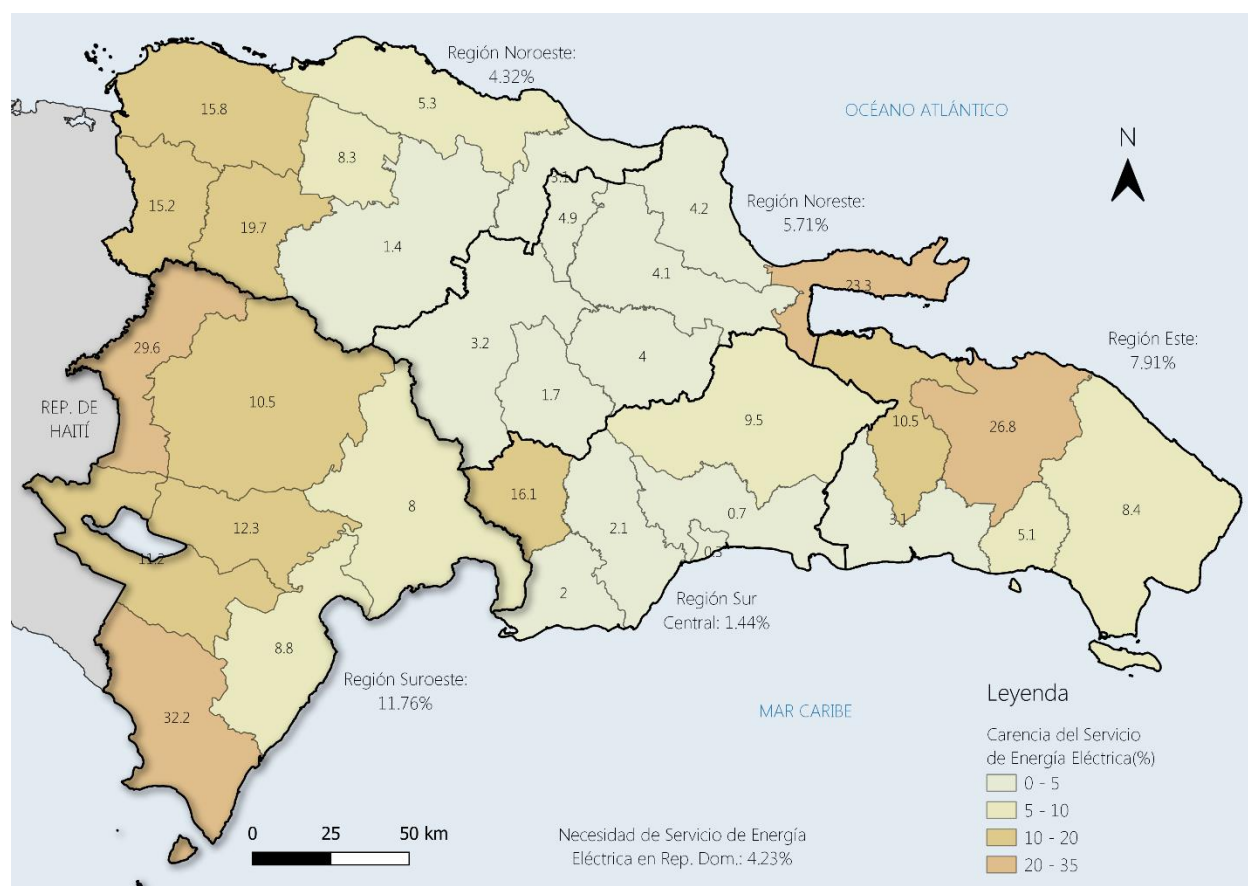 Región Noroeste:
4.32%
OCÉANO ATLÁNTICO
N
15.8
5.3
8.3
15.2
19.7
4.9
4.2
Región Noreste:
5.71%
1.4
4.1
23.3
29.6
3.2
4
Región Este:
7.91%
REP. DE
HAITÍ
10.5
1.7
9.5
10.5
26.8
16.1
8
12.3
2.1
0.7
3.1
5.1
8.4
11.2
2
Región Sur
Central: 1.44%
8.8
Región Suroeste:
11.76%
32.2
MAR CARIBE
Leyenda
Carencia del Servicio
de Energía Eléctrica(%)
0 - 5
5 - 10
10 - 20
20 - 35
0 25 50 km
Necesidad de Servicio de Energía
Eléctrica en Rep. Dom.: 4.23%